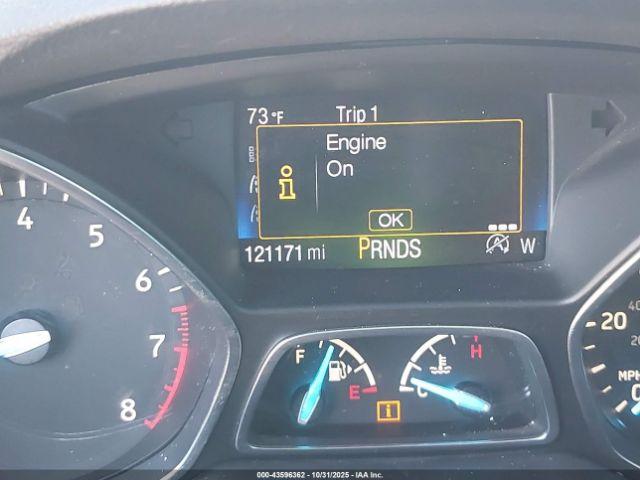 73 °F Trip 1
Engine
On
OK
121171 mi PRNDS W
4 5 6 7 8
F E
C H
20
MPH
0
000-43596362 - 10/31/2025 - IAA Inc.